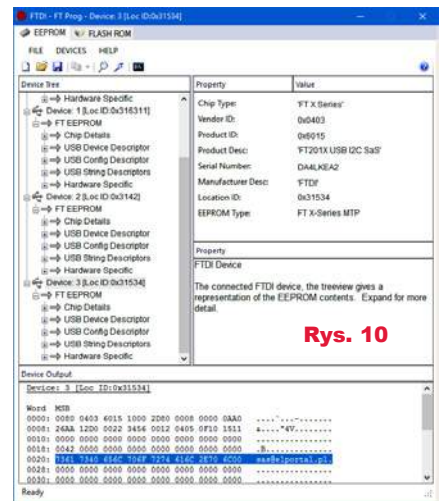 FTDI - FT Prog - Device: 3 [Loc ID:0x31534]
EEPROM FLASH ROM
FILE DEVICES HELP
Device Tree
Hardware Specific
Device: 1 [Loc ID:0x316311]
FT EEPROM
Chip Details
USB Device Descriptor
USB Config Descriptor
USB String Descriptors
Hardware Specific
Device: 2 [Loc ID:0x3142]
FT EEPROM
Chip Details
USB Device Descriptor
USB Config Descriptor
USB String Descriptors
Hardware Specific
Device: 3 [Loc ID:0x31534]
FT EEPROM
Chip Details
USB Device Descriptor
USB Config Descriptor
USB String Descriptors
Hardware Specific
Property Value
Chip Type: 'FT X Series'
Vendor ID: 0x0403
Product ID: 0x6015
Product Desc: 'FT201X USB I2C SaS'
Serial Number: DA4LKEA2
Manufacturer Desc: 'FTDI'
Location ID: 0x31534
EEPROM Type: FT X-Series MTP
Property
FTDI Device
The connected FTDI device, the treeview gives a
representation of the EEPROM contents. Expand for more
detail.
Rys. 10
Device Output
Device: 3 [Loc ID:0x31534]
Word MSB
0000: 0080 0403 6015 1000 2D80 0008 0000 0AA0 ....`...-.......
0008: 26AA 12D0 0022 3456 0012 0405 0F10 1511 &...."4V........
0010: 0000 0000 0000 0000 0000 0000 0000 0000 ................
0018: 0042 0000 0000 0000 0000 0000 0000 0000 .B..............
0020: 7361 7340 656C 706F 7274 616C 2E70 6C00 sas@elportal.pl.
0028: 0000 0000 0000 0000 0000 0000 0000 0000 ................
0030: 0000 0000 0000 0000 0000 0000 0000 0000 ................
Ready